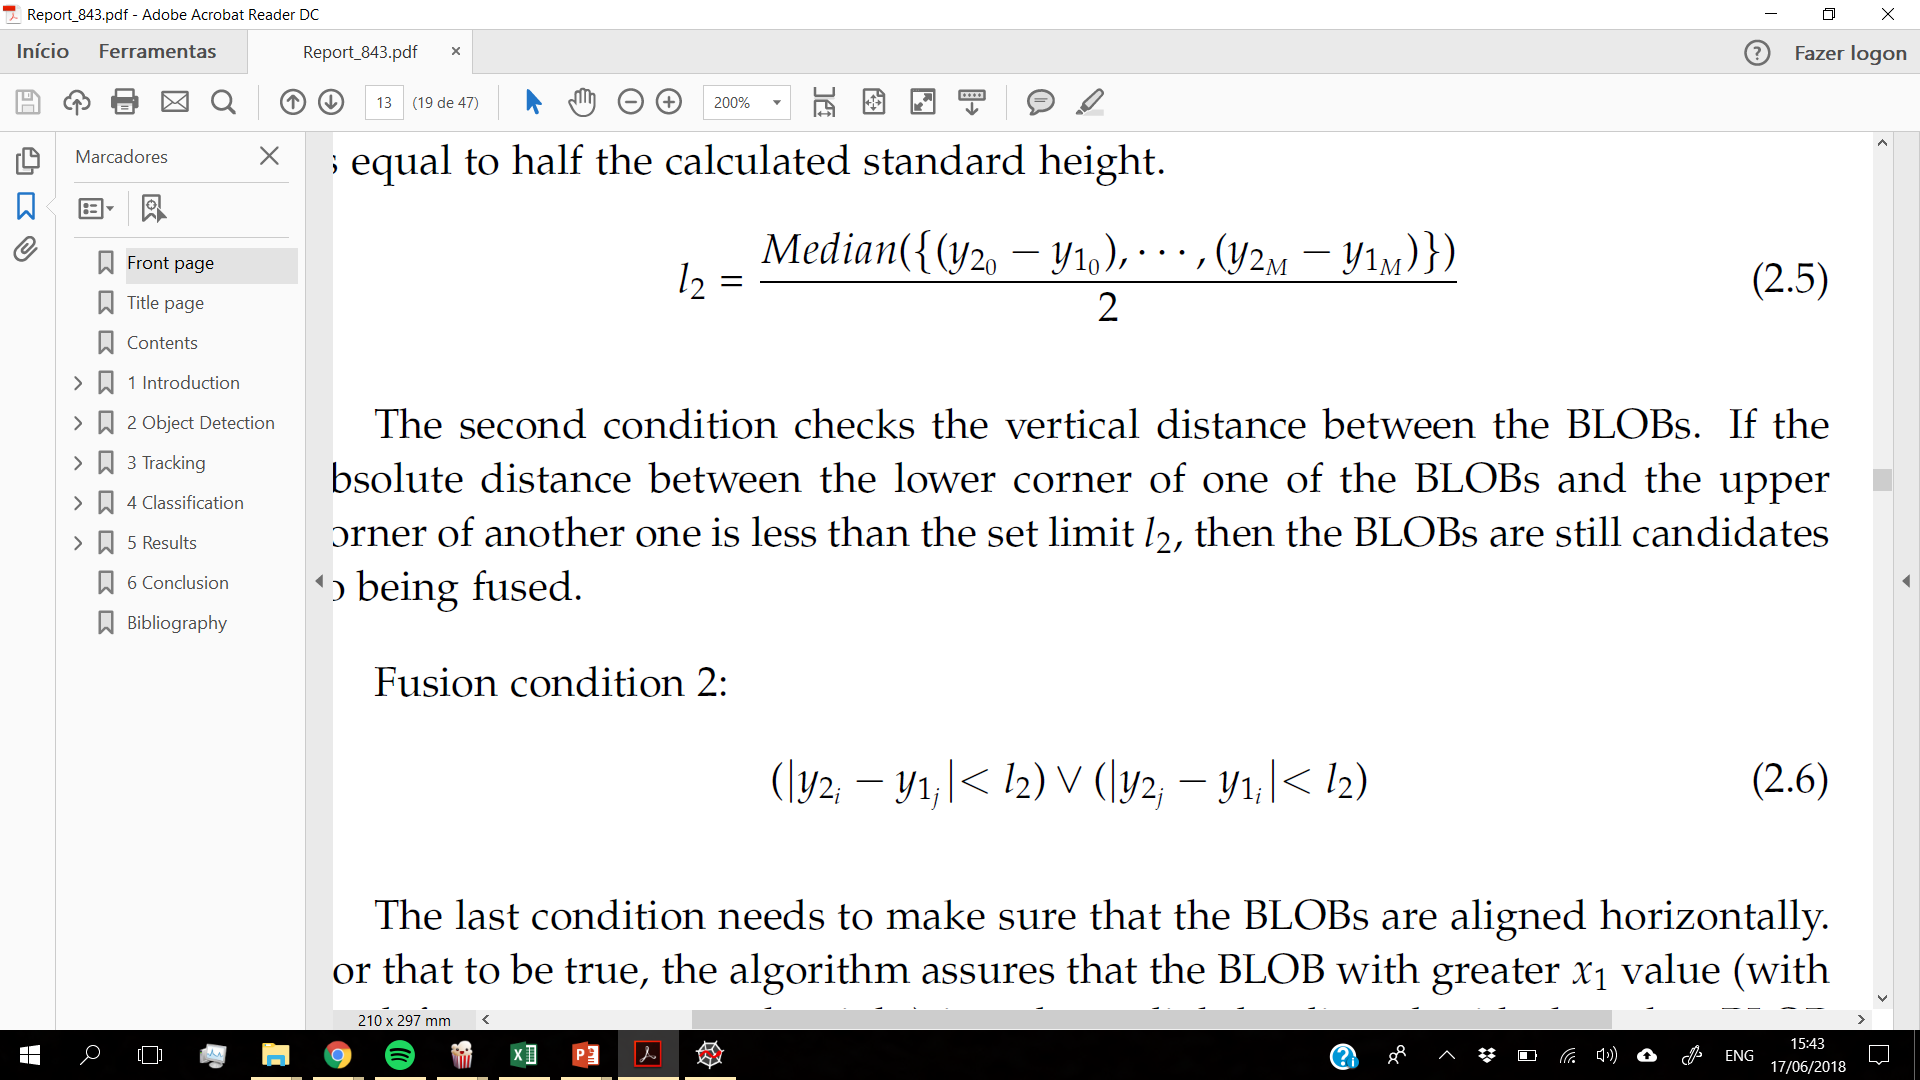 Report_843.pdf - Adobe Acrobat Reader DC
Início Ferramentas Report_843.pdf × Fazer logon
13 (19 de 47) 200%
Marcadores
Front page
Title page
Contents
1 Introduction
2 Object Detection
3 Tracking
4 Classification
5 Results
6 Conclusion
Bibliography
equal to half the calculated standard height.
l₂ = Median({(y₂₀ − y₁₀), · · · , (y₂M − y₁M)}) / 2 (2.5)
The second condition checks the vertical distance between the BLOBs. If the
bsolute distance between the lower corner of one of the BLOBs and the upper
orner of another one is less than the set limit l₂, then the BLOBs are still candidates
being fused.
Fusion condition 2:
(|y₂ᵢ − y₁ⱼ| < l₂) ∨ (|y₂ⱼ − y₁ᵢ| < l₂) (2.6)
The last condition needs to make sure that the BLOBs are aligned horizontally.
or that to be true, the algorithm assures that the BLOB with greater x₁ value (with
210 x 297 mm
ENG 15:43
17/06/2018